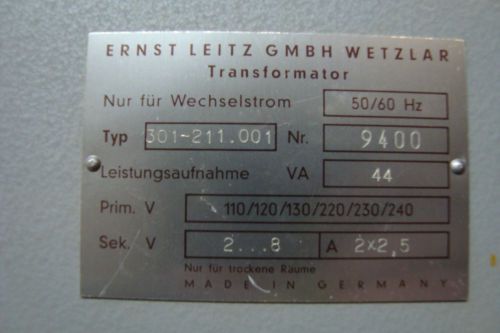 ERNST LEITZ GMBH WETZLAR
Transformator
Nur für Wechselstrom 50/60 Hz
Typ 301-211.001 Nr. 9400
Leistungsaufnahme VA 44
Prim. V 110/120/130/220/230/240
Sek. V 2...8 A 2x2,5
Nur für trockene Räume
MADE IN GERMANY